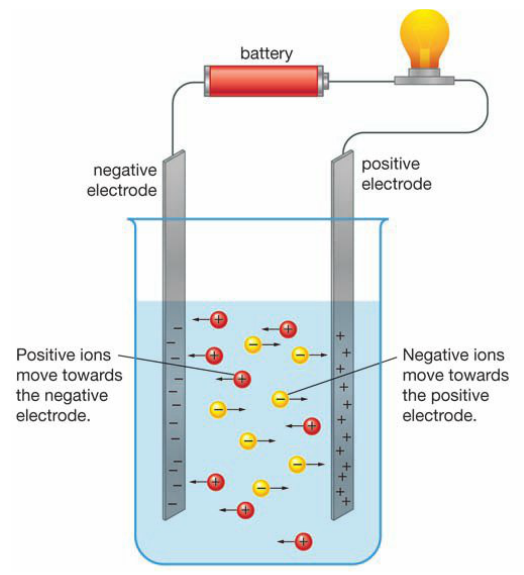 battery
negative
electrode
positive
electrode
Positive ions
move towards
the negative
electrode.
Negative ions
move towards
the positive
electrode.